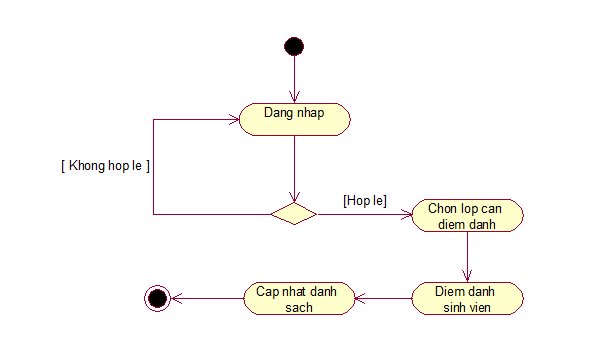 Dang nhap
[ Khong hop le ]
[Hop le]
Chon lop can
diem danh
Cap nhat danh
sach
Diem danh
sinh vien